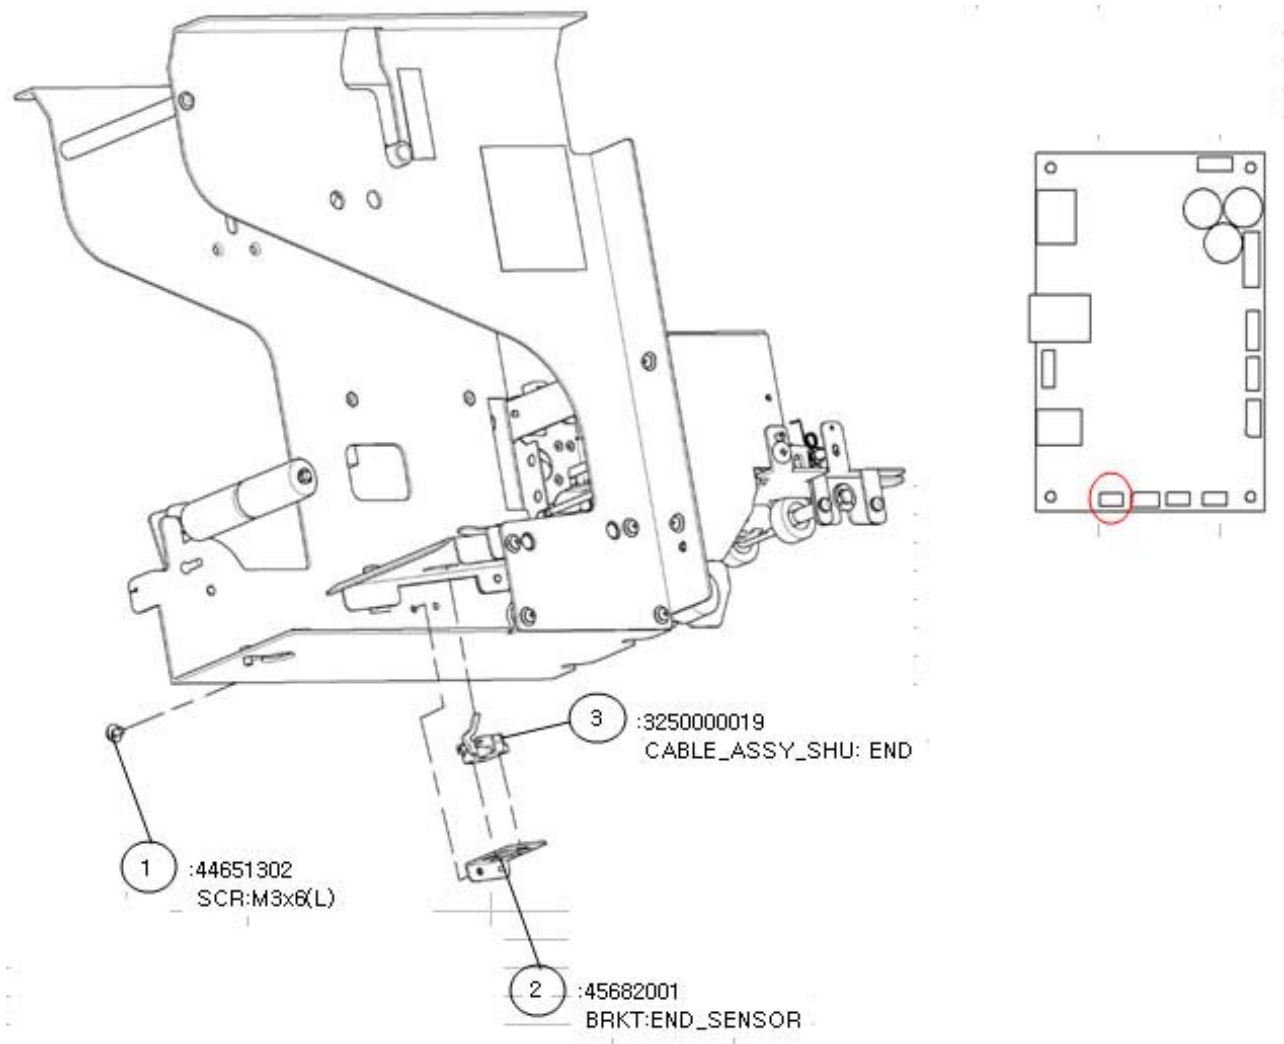 3 :3250000019
CABLE_ASSY_SHU: END
1 :44651302
SCR:M3x6(L)
2 :45682001
BRKT:END_SENSOR